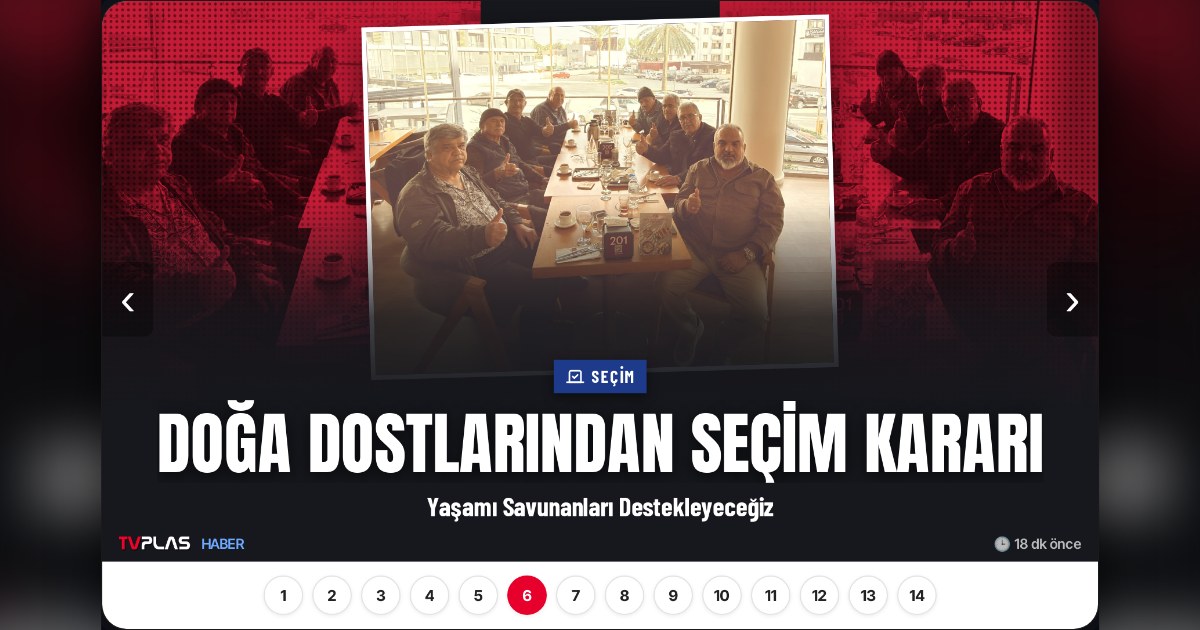 201
SEÇİM
DOĞA DOSTLARINDAN SEÇİM KARARI
Yaşamı Savunanları Destekleyeceğiz
TVPLAS HABER
18 dk önce
‹
›
1 2 3 4 5 6 7 8 9 10 11 12 13 14